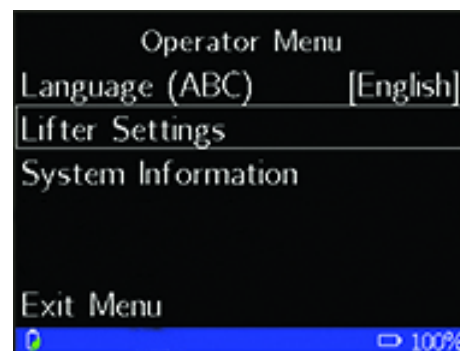 Operator Menu
Language (ABC) [English]
Lifter Settings
System Information
Exit Menu
100%